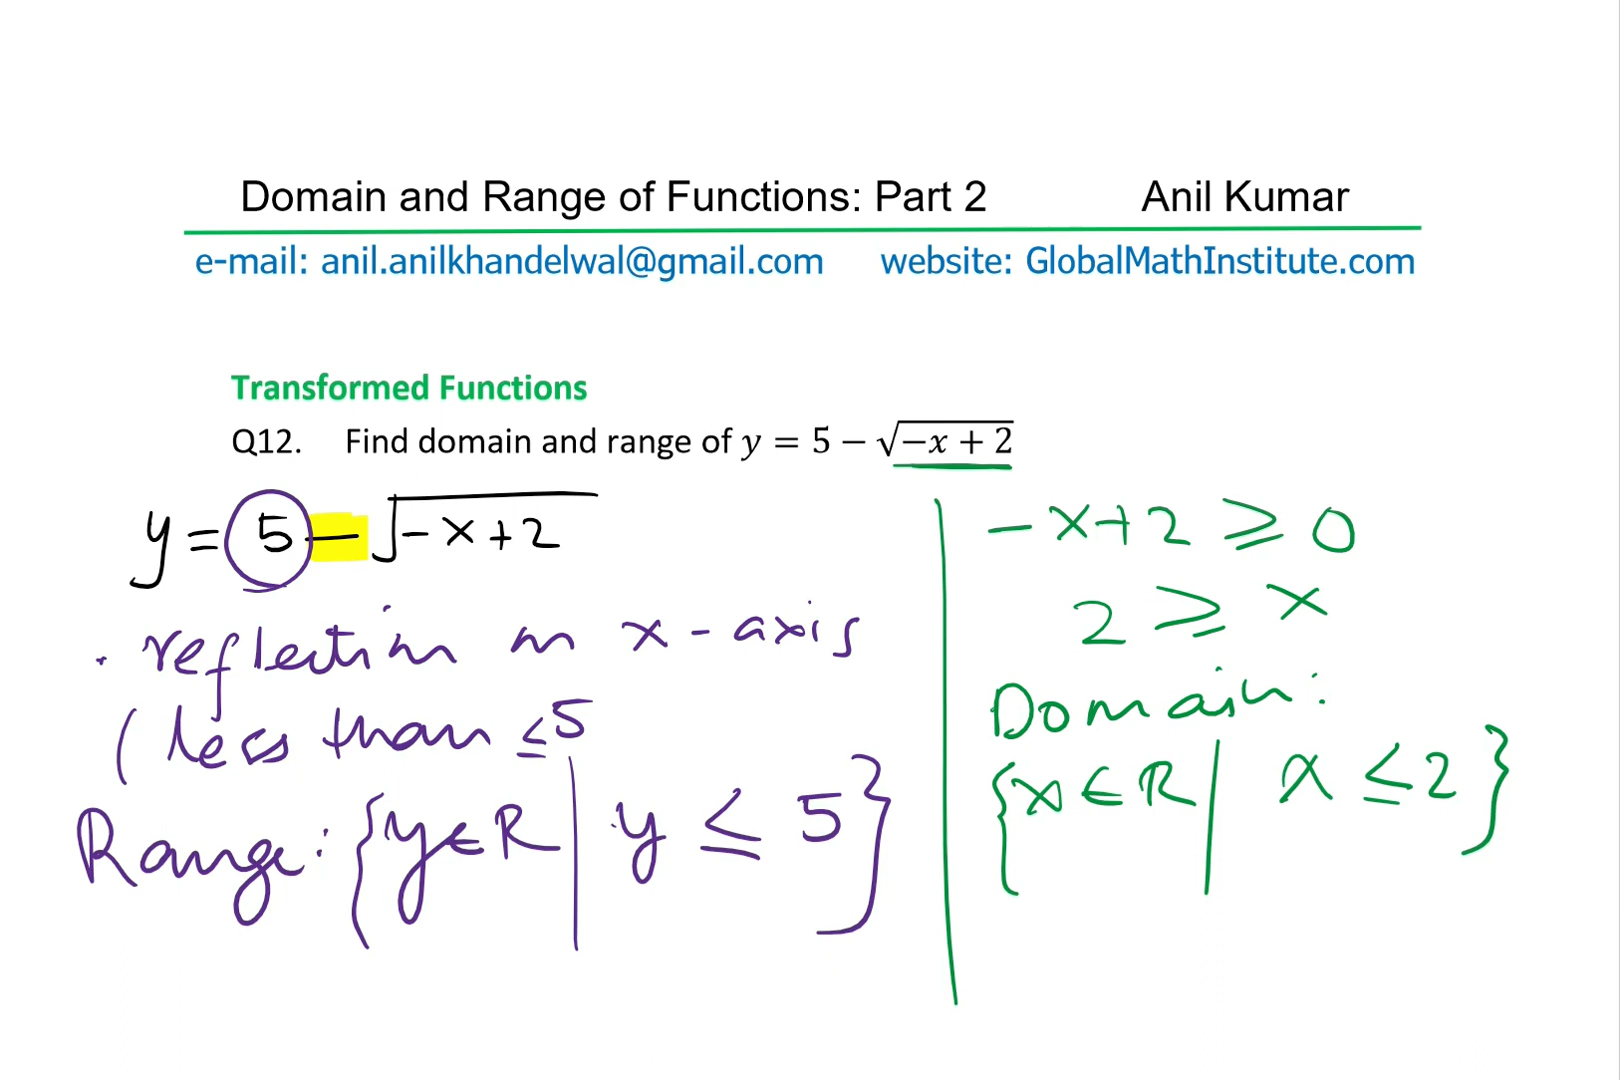 Domain and Range of Functions: Part 2 Anil Kumar
e-mail: anil.anilkhandelwal@gmail.com website: GlobalMathInstitute.com
Transformed Functions
Q12. Find domain and range of y = 5 − √(−x + 2)
y = 5 − √(−x+2)
. reflection in x-axis
( less than ≤5
Range: {y∈R | y ≤ 5}
−x+2 ≥ 0
2 ≥ x
Domain:
{x∈R | x ≤2}